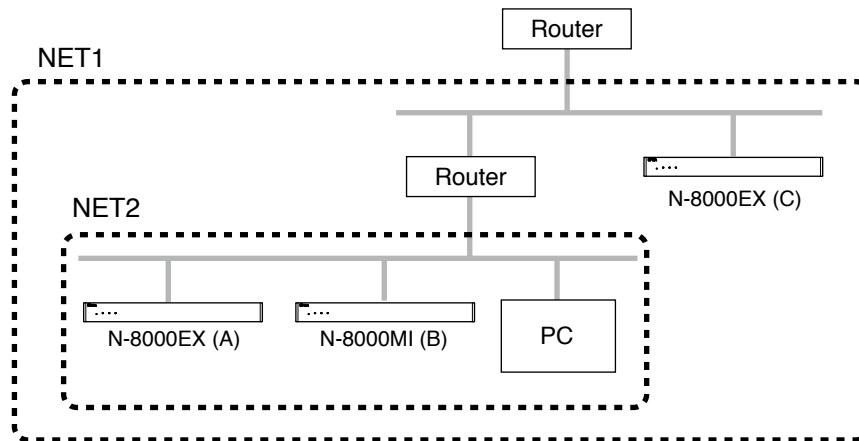 Router
NET1
Router
N-8000EX (C)
NET2
N-8000EX (A)
N-8000MI (B)
PC